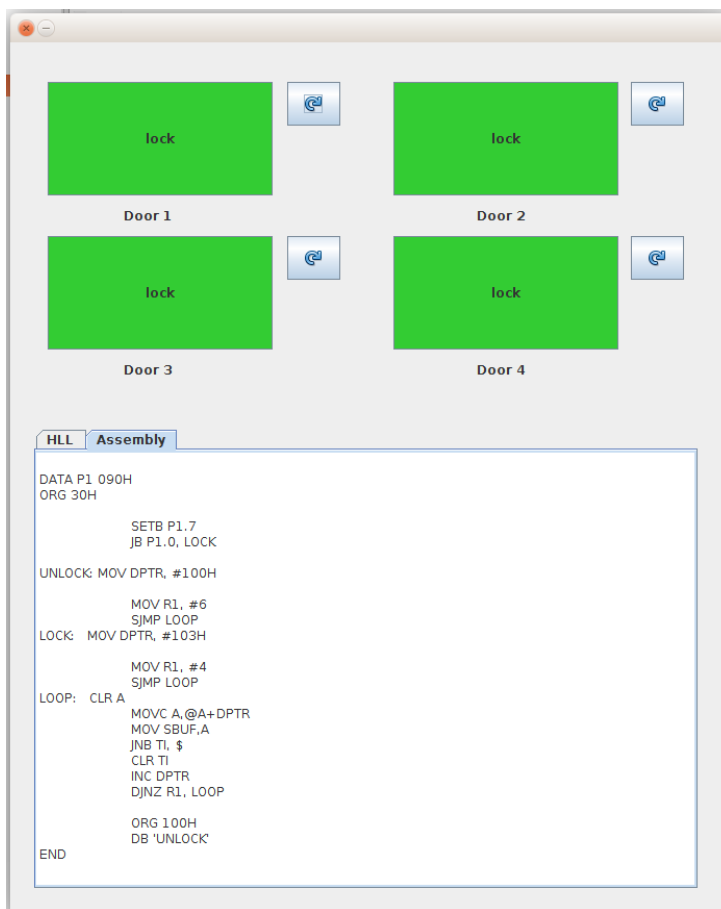 lock
lock
Door 1
Door 2
lock
lock
Door 3
Door 4
HLL
Assembly
DATA P1 090H
ORG 30H
SETB P1.7
JB P1.0, LOCK
UNLOCK: MOV DPTR, #100H
MOV R1, #6
SJMP LOOP
LOCK: MOV DPTR, #103H
MOV R1, #4
SJMP LOOP
LOOP: CLR A
MOVC A,@A+DPTR
MOV SBUF,A
JNB TI, $
CLR TI
INC DPTR
DJNZ R1, LOOP
ORG 100H
DB 'UNLOCK'
END